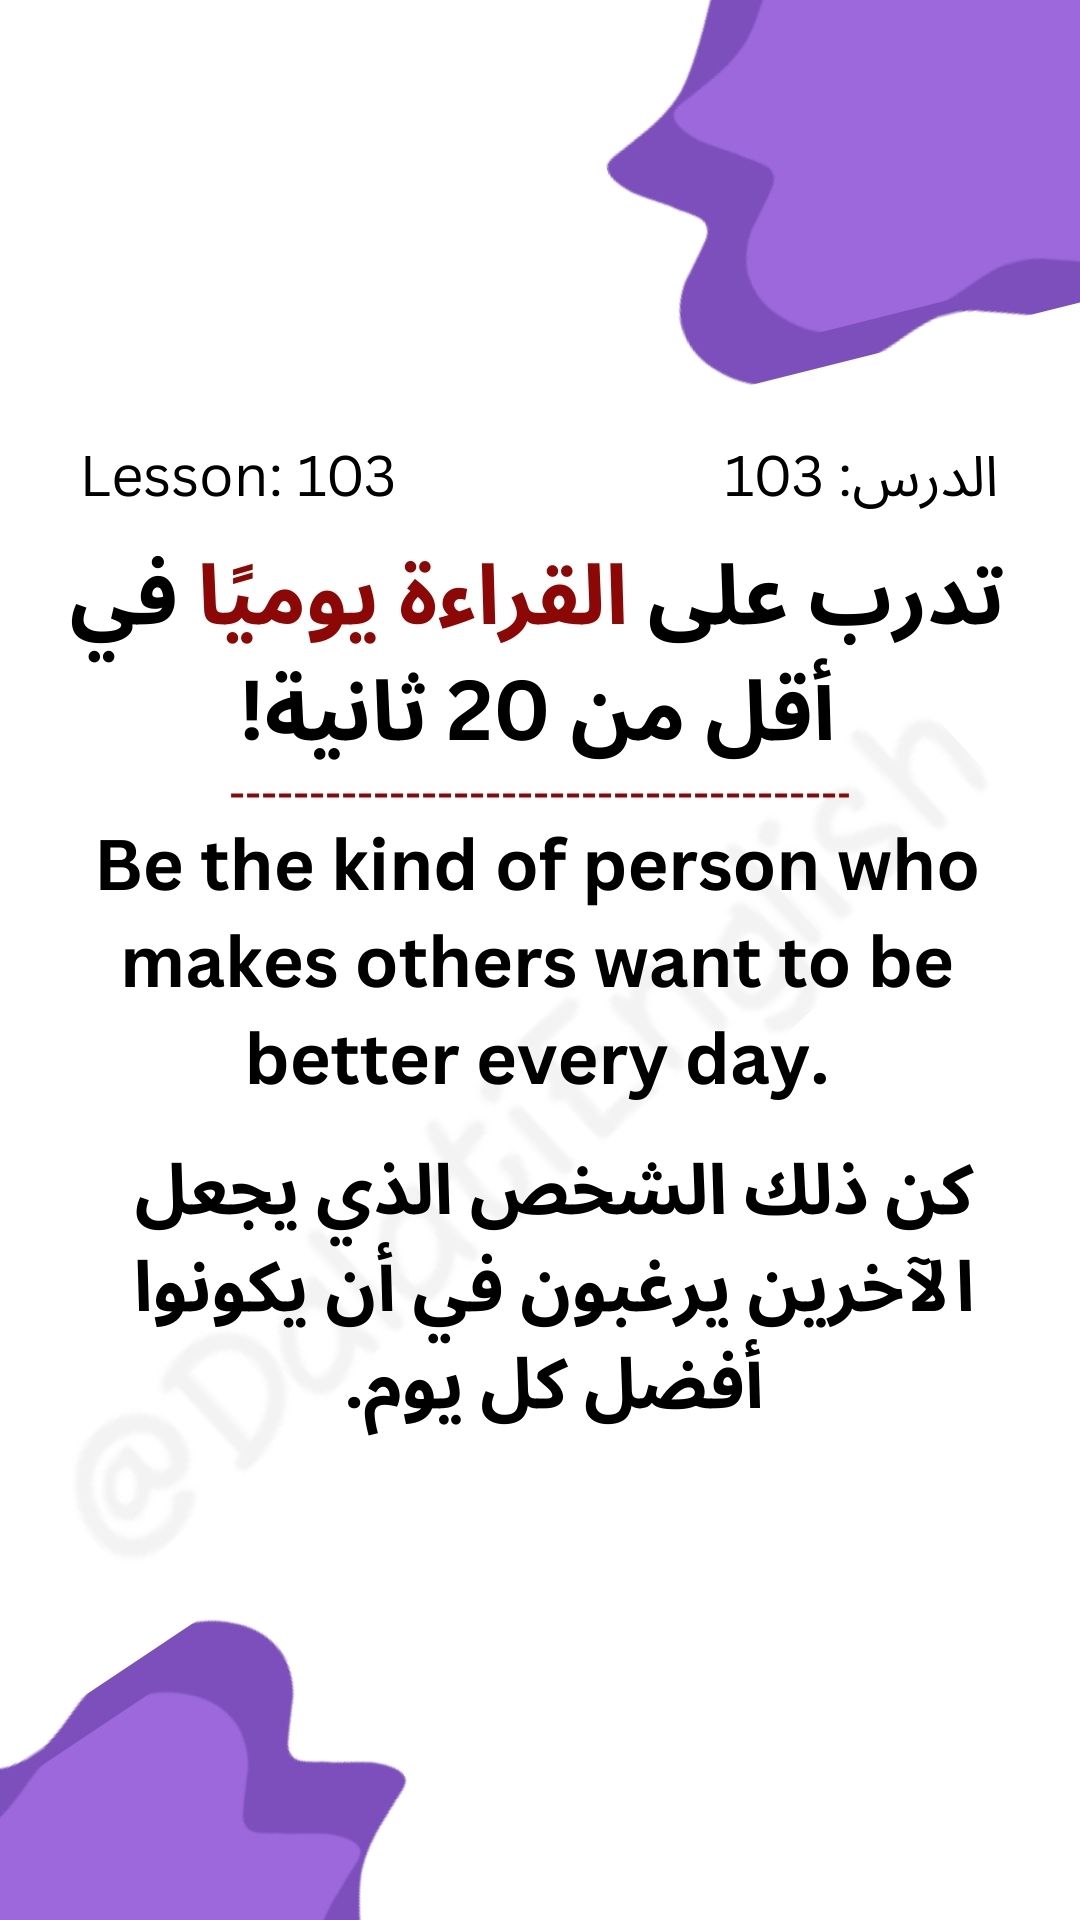 Lesson: 103
الدرس: 103
تدرب على القراءة يوميًا في
أقل من 20 ثانية!
--------------------------------------
Be the kind of person who
makes others want to be
better every day.
كن ذلك الشخص الذي يجعل
الآخرين يرغبون في أن يكونوا
أفضل كل يوم.
@DalatiEnglish